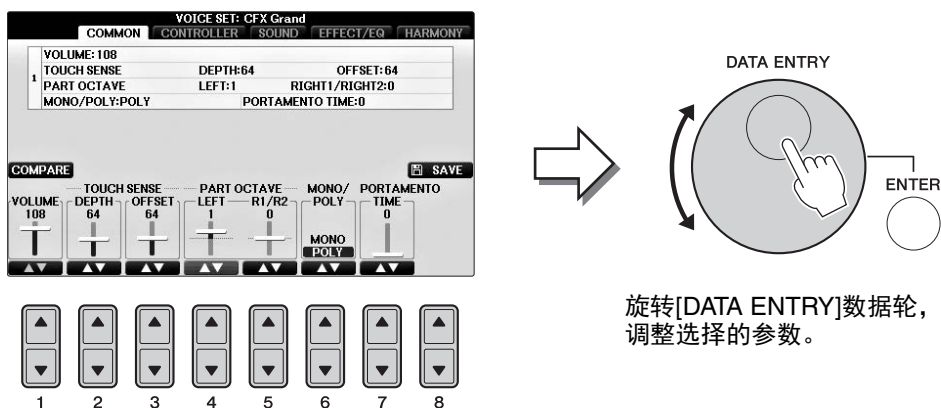 VOICE SET: CFX Grand
COMMON CONTROLLER SOUND EFFECT/EQ HARMONY
1
VOLUME: 108
TOUCH SENSE DEPTH:64 OFFSET:64
PART OCTAVE LEFT:1 RIGHT1/RIGHT2:0
MONO/POLY:POLY PORTAMENTO TIME:0
COMPARE SAVE
TOUCH SENSE PART OCTAVE MONO/ PORTAMENTO
VOLUME DEPTH OFFSET LEFT R1/R2 POLY TIME
108 64 64 1 0 0
MONO
POLY
1 2 3 4 5 6 7 8
DATA ENTRY
ENTER
旋转[DATA ENTRY]数据轮，
调整选择的参数。